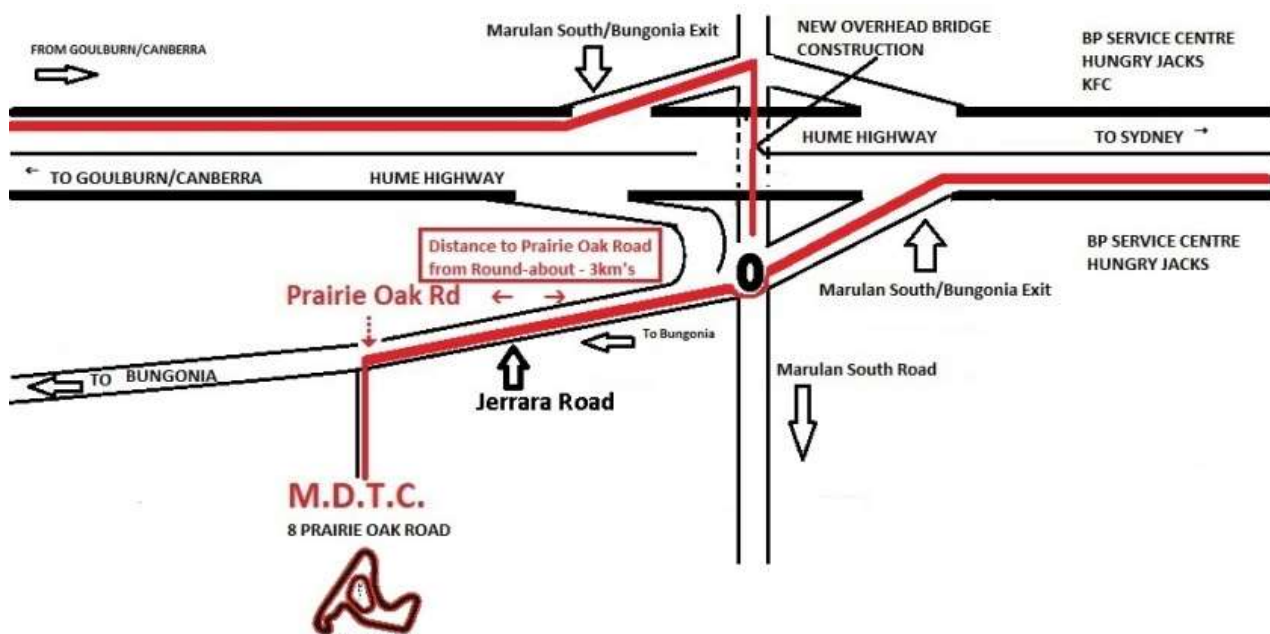 FROM GOULBURN/CANBERRA
Marulan South/Bungonia Exit
NEW OVERHEAD BRIDGE
CONSTRUCTION
BP SERVICE CENTRE
HUNGRY JACKS
KFC
HUME HIGHWAY
TO SYDNEY →
← TO GOULBURN/CANBERRA
HUME HIGHWAY
Distance to Prairie Oak Road
from Round-about - 3km's
Prairie Oak Rd ← →
0
BP SERVICE CENTRE
HUNGRY JACKS
Marulan South/Bungonia Exit
To Bungonia
TO BUNGONIA
Jerrara Road
Marulan South Road
M.D.T.C.
8 PRAIRIE OAK ROAD